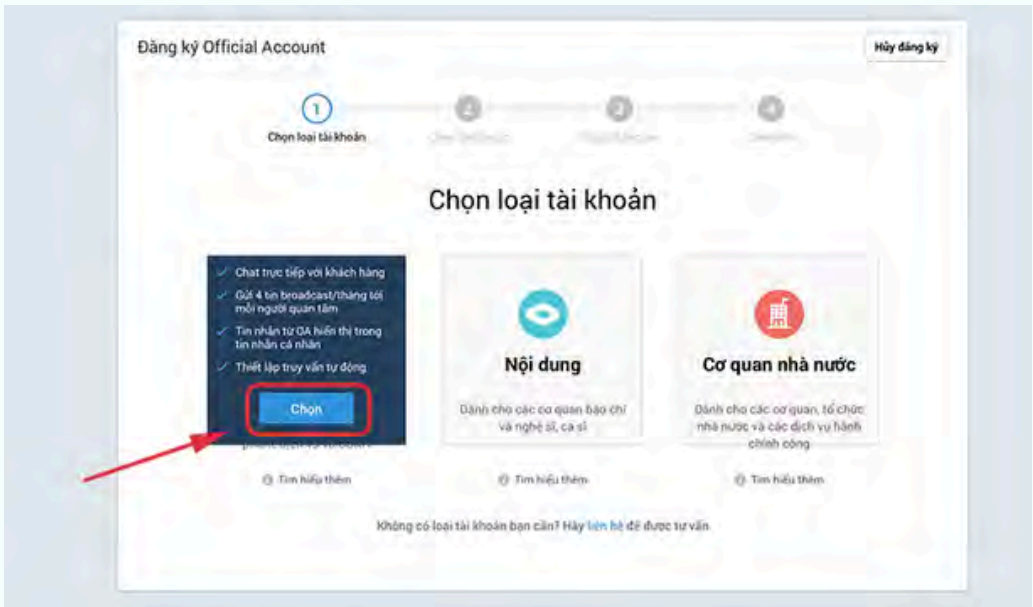 Đăng ký Official Account
Hủy đăng ký
1
2
3
4
Chọn loại tài khoản
Chọn loại tài khoản
Chat trực tiếp với khách hàng
Gửi 4 tin broadcast/tháng tới
mỗi người quan tâm
Tin nhắn từ OA hiển thị trong
tin nhắn cá nhân
Thiết lập truy vấn tự động
Chọn
Nội dung
Dành cho các cơ quan báo chí
và nghệ sĩ, ca sĩ
Cơ quan nhà nước
Dành cho các cơ quan, tổ chức
nhà nước và các dịch vụ hành
chính công
Tìm hiểu thêm
Tìm hiểu thêm
Tìm hiểu thêm
Không có loại tài khoản bạn cần? Hãy liên hệ để được tư vấn